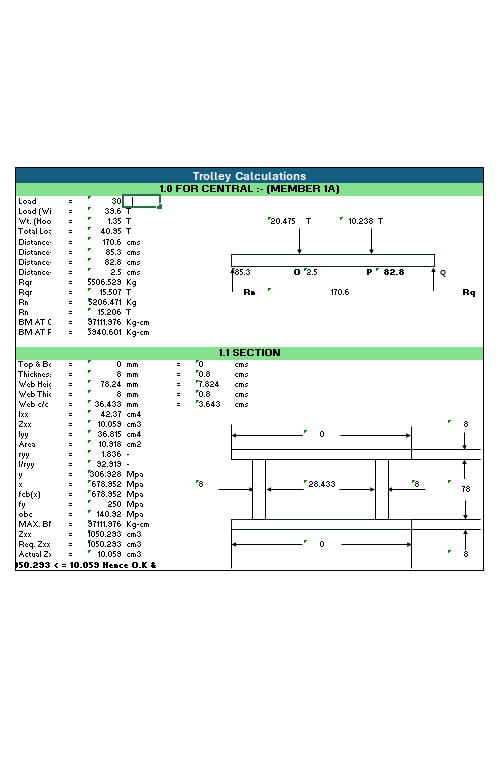 Trolley Calculations
1.0 FOR CENTRAL :- (MEMBER 1A)
Load = 30
Load (Wi = 39.6 T
Wt. (Hoo = 1.35 T
Total Loa = 40.95 T
Distance = 170.6 cms
Distance = 85.3 cms
Distance = 82.8 cms
Distance = 2.5 cms
Rqr = 5506.529 Kg
Rqr = 15.507 T
Rn = 5206.471 Kg
Rn = 15.206 T
BM AT = 97111.976 Kg-cm
BM AT = 5940.601 Kg-cm
20.475 T 10.238 T
85.3 O 2.5 P 82.8 Q
Rn 170.6 Rq
1.1 SECTION
Top & Bo = 0 mm = 0 cms
Thicknes = 8 mm = 0.8 cms
Web Heig = 78.24 mm = 7.824 cms
Web Thic = 8 mm = 0.8 cms
Web c/c = 36.433 mm = 3.643 cms
Ixx = 42.37 cm4
Zxx = 10.059 cm3
Iyy = 36.815 cm4
Area = 10.918 cm2
ryy = 1.836 -
l/ryy = 92.919 -
y = 306.928 Mpa
x = 678.952 Mpa
fcb(x) = 678.952 Mpa
fy = 250 Mpa
= 140.92 Mpa
MAX. BM = 97111.976 Kg-cm
Zxx = 1050.293 cm3
Req. Zxx = 1050.293 cm3
Actual Zx = 10.059 cm3
050.293 < = 10.059 Hence O.K &
8
0
8 28.433 8 78
0
8